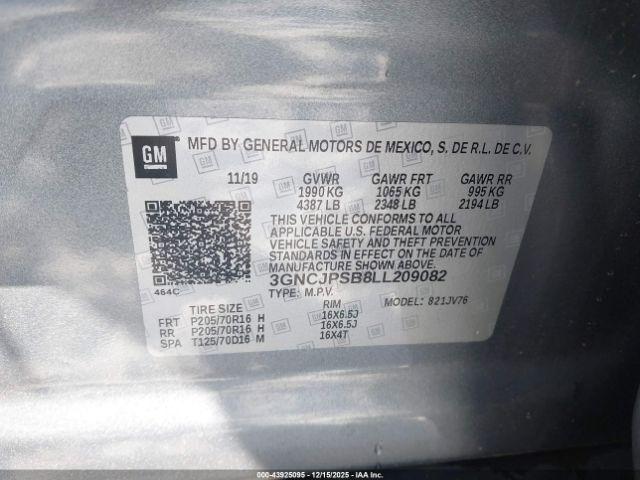 GM MFD BY GENERAL MOTORS DE MEXICO, S. DE R.L. DE C.V.
11/19 GVWR GAWR FRT GAWR RR
1990 KG 1065 KG 995 KG
4387 LB 2348 LB 2194 LB
THIS VEHICLE CONFORMS TO ALL
APPLICABLE U.S. FEDERAL MOTOR
VEHICLE SAFETY AND THEFT PREVENTION
STANDARDS IN EFFECT ON THE DATE OF
MANUFACTURE SHOWN ABOVE.
3GNCJPSB8LL209082
464C TYPE: M.P.V. MODEL: 821JV76
TIRE SIZE RIM
FRT P205/70R16 H 16X6.5J
RR P205/70R16 H 16X6.5J
SPA T125/70D16 M 16X4T
IAA 43925095 - 12/15/2025 - IAAI.COM